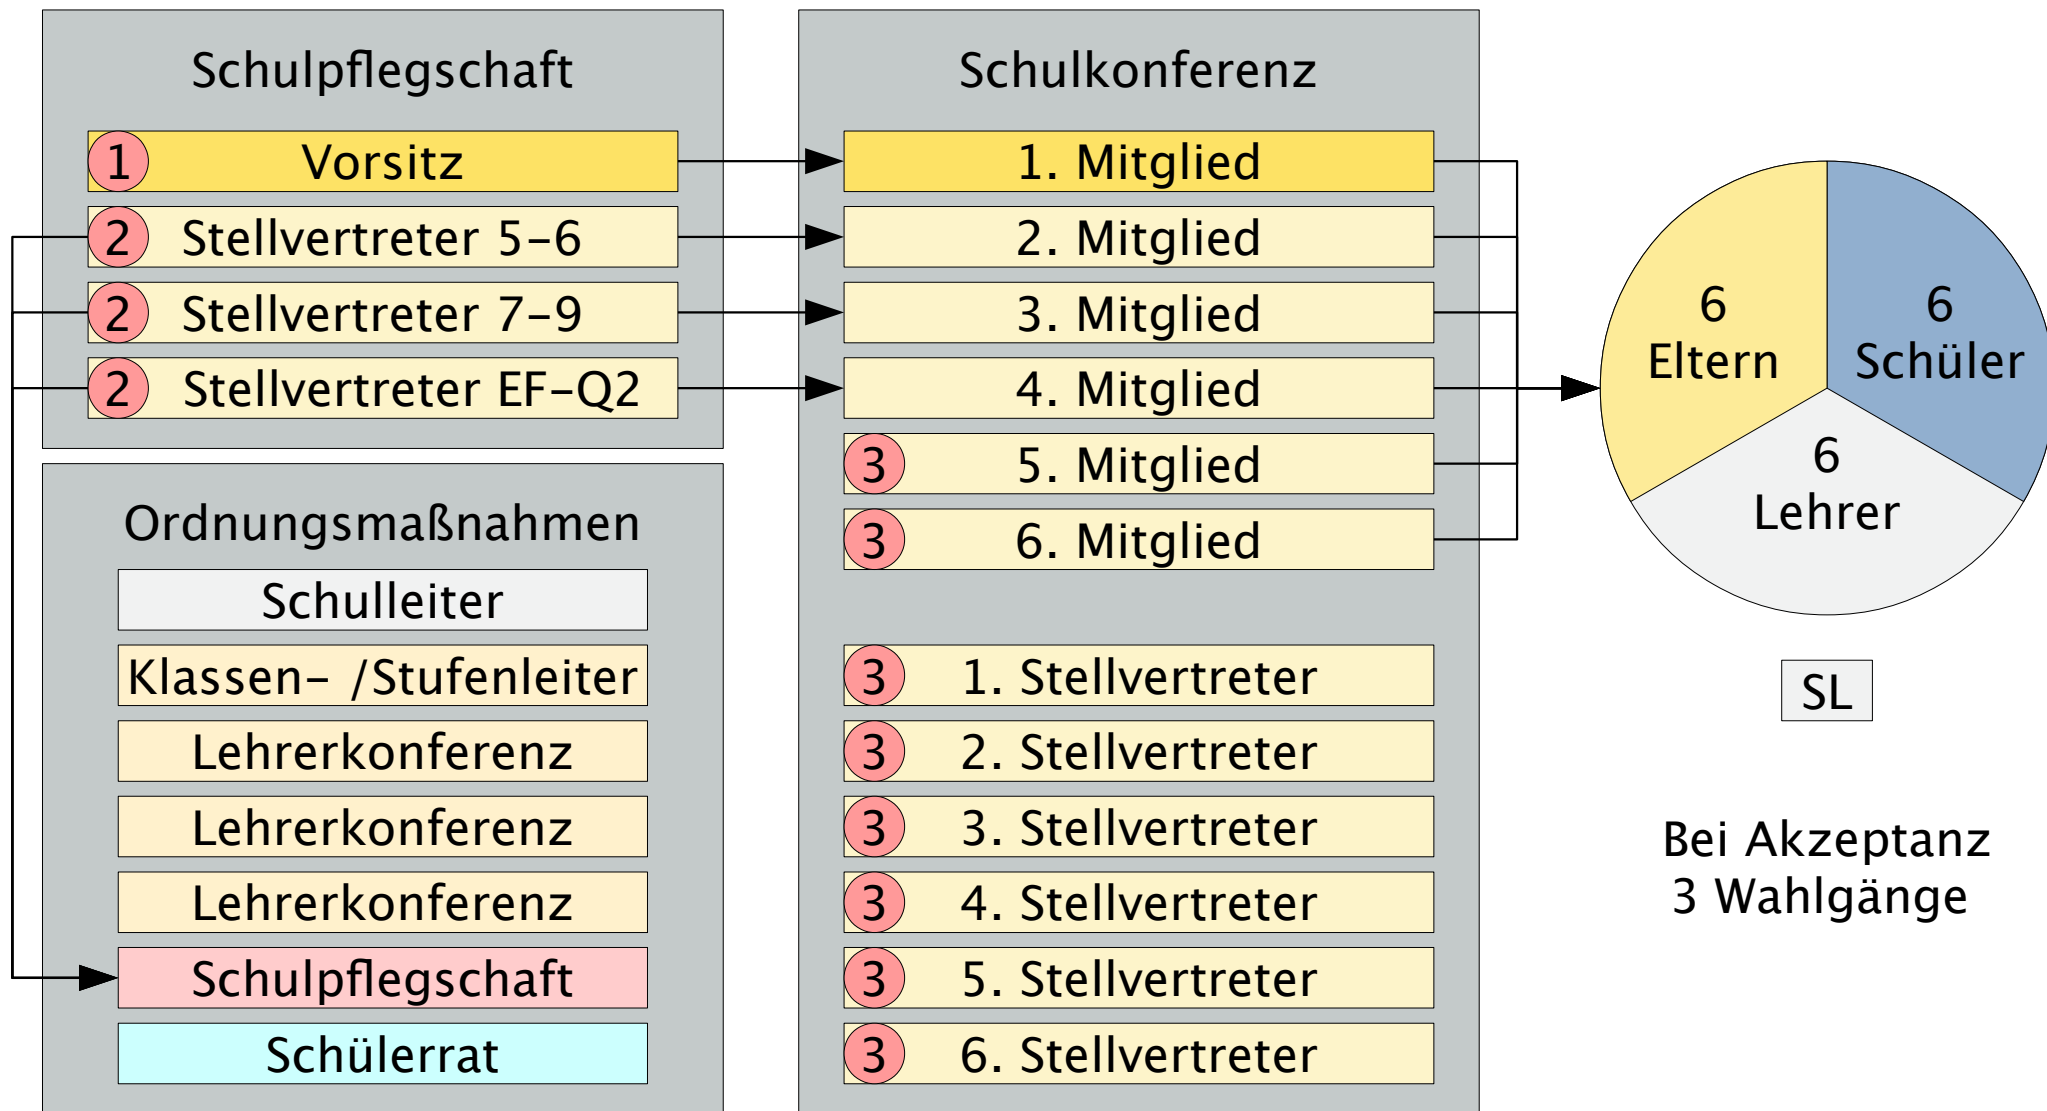 Schulpflegschaft
1 Vorsitz
2 Stellvertreter 5–6
2 Stellvertreter 7–9
2 Stellvertreter EF–Q2
Ordnungsmaßnahmen
Schulleiter
Klassen– /Stufenleiter
Lehrerkonferenz
Lehrerkonferenz
Lehrerkonferenz
Schulpflegschaft
Schülerrat
Schulkonferenz
1. Mitglied
2. Mitglied
3. Mitglied
4. Mitglied
3 5. Mitglied
3 6. Mitglied
3 1. Stellvertreter
3 2. Stellvertreter
3 3. Stellvertreter
3 4. Stellvertreter
3 5. Stellvertreter
3 6. Stellvertreter
6
Eltern
6
Schüler
6
Lehrer
SL
Bei Akzeptanz
3 Wahlgänge